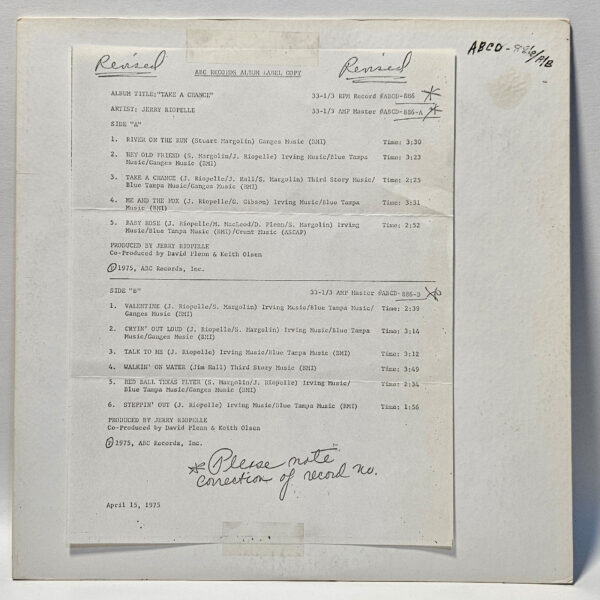 ABCD-886/A/B
Revised Revised
ABC RECORDS ALBUM LABEL COPY
ALBUM TITLE: "TAKE A CHANCE" 33-1/3 RPM Record #ABCD-886 *
ARTIST: JERRY RIOPELLE 33-1/3 AMP Master #ABCD-886-A *
SIDE "A"
1. RIVER ON THE RUN (Stuart Margolin) Ganges Music (BMI) Time: 3:30
2. HEY OLD FRIEND (S. Margolin/J. Riopelle) Irving Music/Blue Tampa Time: 3:23
Music/Ganges Music (BMI)
3. TAKE A CHANCE (J. Riopelle/J. Hall/S. Margolin) Third Story Music/ Time: 2:25
Blue Tampa Music/Ganges Music (BMI)
4. ME AND THE FOX (J. Riopelle/G. Gibson) Irving Music/Blue Tampa Time: 3:31
Music (BMI)
5. BABY ROSE (J. Riopelle/M. MacLeod/D. Plenn/S. Margolin) Irving Time: 2:52
Music/Blue Tampa Music (BMI)/Crunt Music (ASCAP)
PRODUCED BY JERRY RIOPELLE
Co-Produced by David Plenn & Keith Olsen
Ⓟ1975, ABC Records, Inc.
SIDE "B" 33-1/3 AMP Master #ABCD-886-B *
1. VALENTINE (J. Riopelle/S. Margolin) Irving Music/Blue Tampa Music/ Time: 2:39
Ganges Music (BMI)
2. CRYIN' OUT LOUD (J. Riopelle/S. Margolin) Irving Music/Blue Tampa Time: 3:14
Music/Ganges Music (BMI)
3. TALK TO ME (J. Riopelle) Irving Music/Blue Tampa Music (BMI) Time: 3:12
4. WALKIN' ON WATER (Jim Hall) Third Story Music (BMI) Time: 3:49
5. RED BALL TEXAS FLYER (S. Margolin/J. Riopelle) Irving Music/ Time: 2:34
Blue Tampa Music/Ganges Music (BMI)
6. STEPPIN' OUT (J. Riopelle) Irving Music/Blue Tampa Music (BMI) Time: 1:56
PRODUCED BY JERRY RIOPELLE
Co-Produced by David Plenn & Keith Olsen
Ⓟ1975, ABC Records, Inc.
* Please note
correction of record no.
April 15, 1975